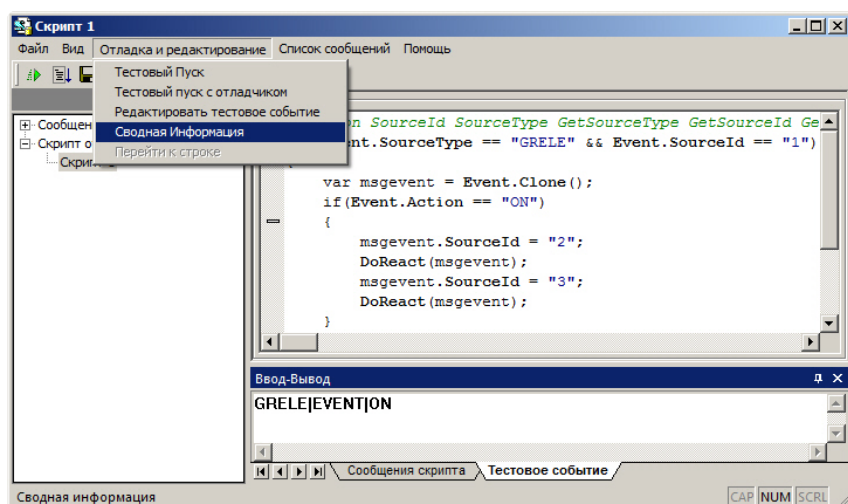 Скрипт 1
Файл Вид Отладка и редактирование Список сообщений Помощь
Тестовый Пуск
Тестовый пуск с отладчиком
Редактировать тестовое событие
Сводная Информация
Перейти к строке
Сообщен
Скрипт о
Скри
n SourceId SourceType GetSourceType GetSourceId Ge
ent.SourceType == "GRELE" && Event.SourceId == "1")
{
var msgevent = Event.Clone();
if(Event.Action == "ON")
{
msgevent.SourceId = "2";
DoReact(msgevent);
msgevent.SourceId = "3";
DoReact(msgevent);
}
Ввод-Вывод
GRELE|EVENT|ON
Сообщения скрипта Тестовое событие
Сводная информация CAP NUM SCRL